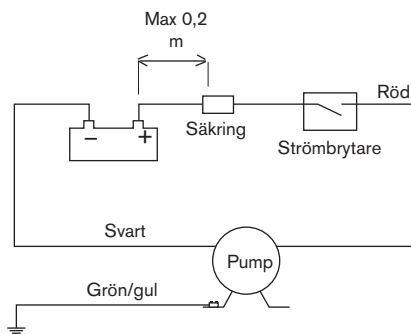 Max 0,2
m
Röd
− +
Säkring
Strömbrytare
Svart
Pump
Grön/gul